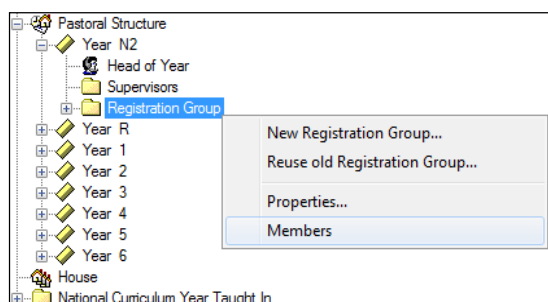 Pastoral Structure
Year N2
Head of Year
Supervisors
Registration Group
Year R
Year 1
Year 2
Year 3
Year 4
Year 5
Year 6
House
National Curriculum Year Taught In
New Registration Group...
Reuse old Registration Group...
Properties...
Members